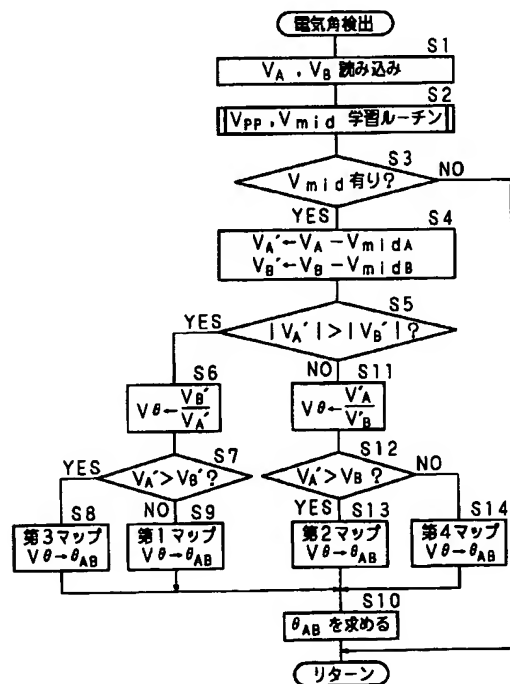 電気角検出
S1
VA , VB 読み込み
S2
VPP , Vmid 学習ルーチン
S3
Vmid 有り?
NO
YES
S4
VA´←VA－VmidA
VB´←VB－VmidB
S5
YES
|VA´|>|VB´|?
NO
S6
Vθ←VB´/VA´
S11
Vθ←V´A/V´B
S7
YES
VA´>VB´?
NO
S12
VA´>VB?
YES
NO
S8
第3マップ
Vθ→θAB
S9
第1マップ
Vθ→θAB
S13
第2マップ
Vθ→θAB
S14
第4マップ
Vθ→θAB
S10
θABを求める
リターン